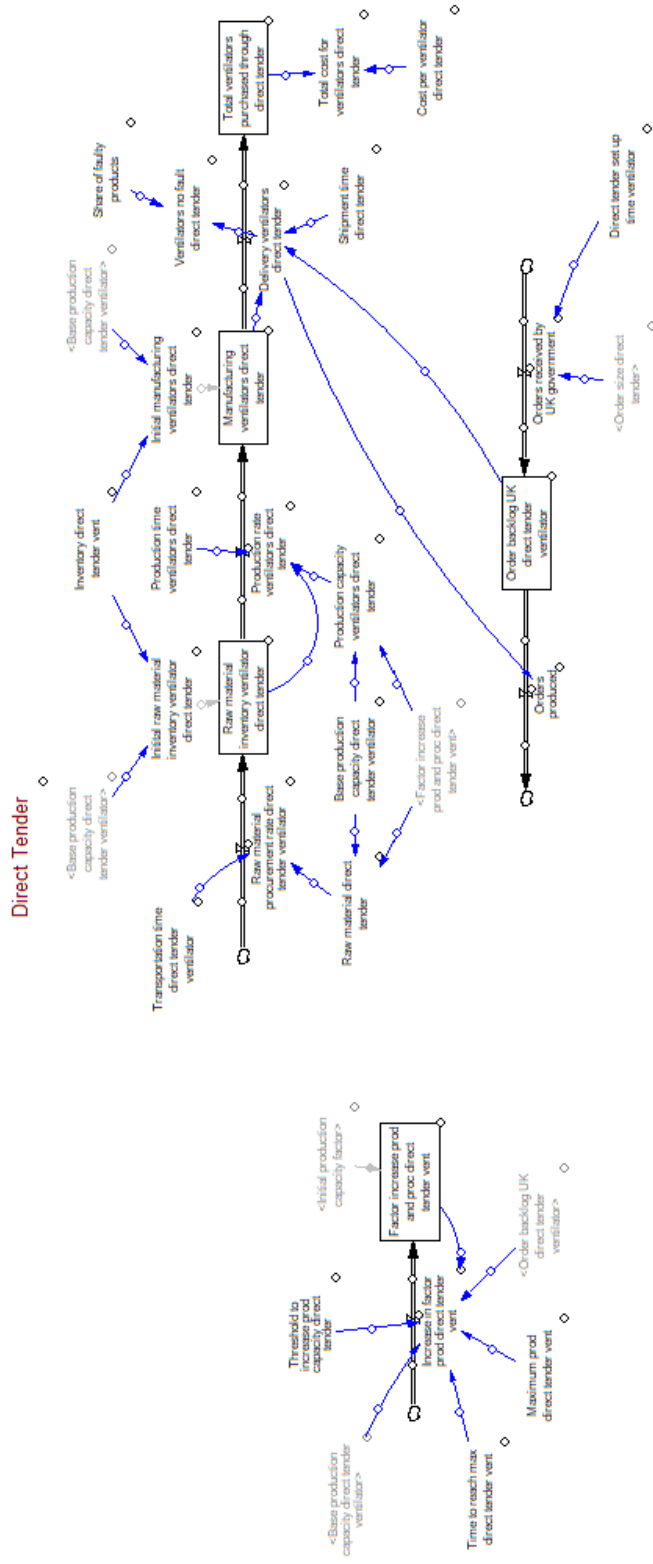 Direct Tender
<Base production
capacity direct
tender ventilator>
Inventory direct
tender vent
<Base production
capacity direct
tender ventilator>
Share of faulty
products
Transportation time
direct tender
ventilator
Initial raw material
inventory ventilator
direct tender
Production time
ventilators direct
tender
Initial manufacturing
ventilators direct
tender
Ventilators no fault
direct tender
Raw material
procurement rate direct
tender ventilator
Raw material
inventory ventilator
direct tender
Production rate
ventilators direct
tender
Manufacturing
ventilators direct
tender
Delivery ventilators
direct tender
Total ventilators
purchased through
direct tender
Raw material direct
tender
Base production
capacity direct
tender ventilator
Production capacity
ventilators direct
tender
Shipment time
direct tender
Total cost for
ventilators direct
tender
<Factor increase
prod and proc direct
tender vent>
Cost per ventilator
direct tender
Orders
produced
Order backlog UK
direct tender
ventilator
Orders received by
UK government
<Order size direct
tender>
Direct tender set up
time ventilator
<Initial production
capacity factor>
Threshold to
increase prod
capacity direct
tender
<Base production
capacity direct tender
ventilator>
Increase in factor
prod direct tender
vent
Factor increase prod
and proc direct
tender vent
Time to reach max
direct tender vent
Maximum prod
direct tender vent
<Order backlog UK
direct tender
ventilator>